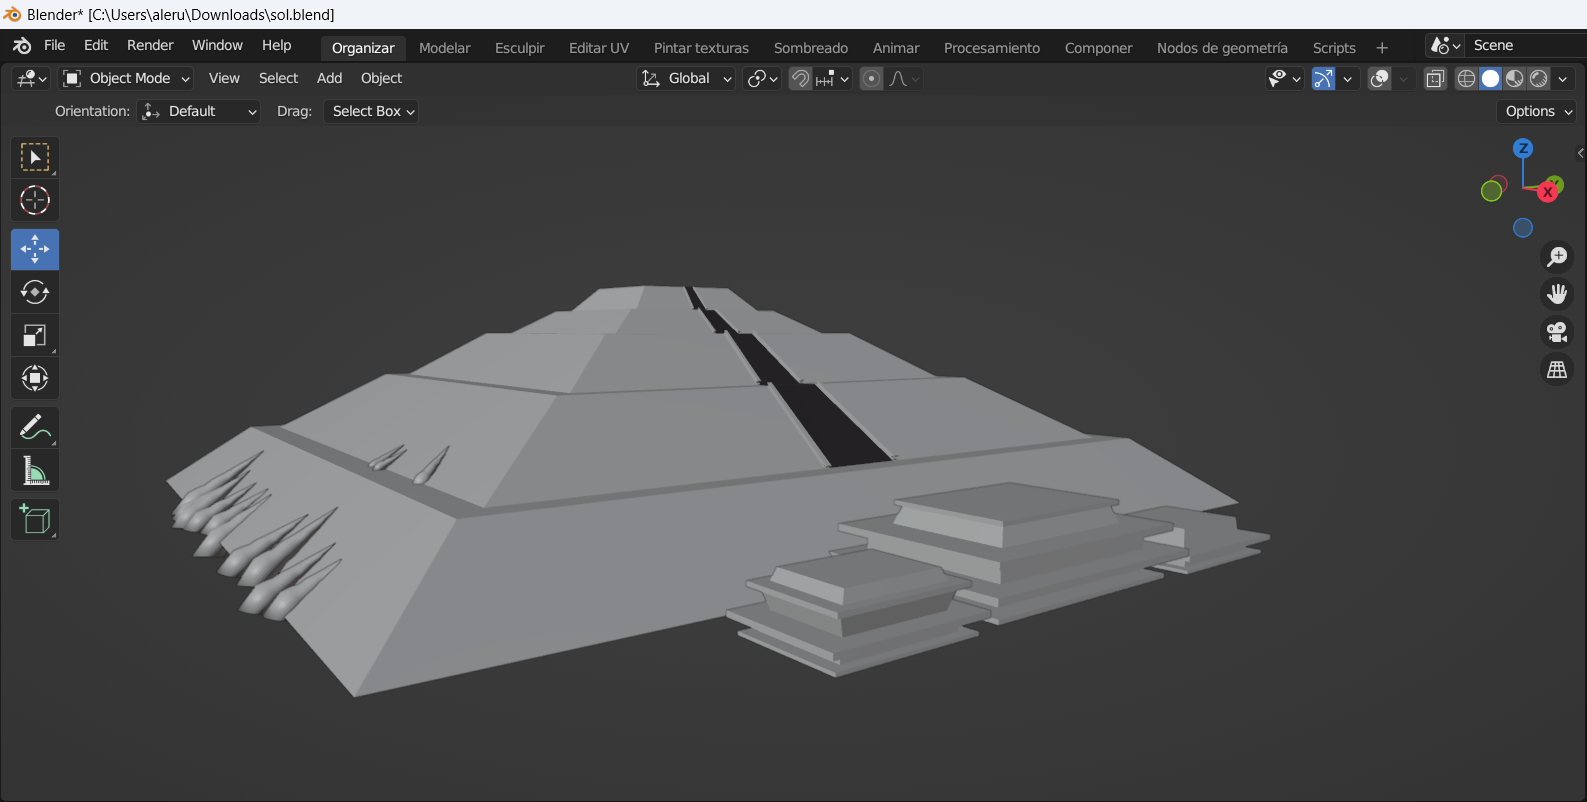 Blender* [C:\Users\aleru\Downloads\sol.blend]
File Edit Render Window Help Organizar Modelar Esculpir Editar UV Pintar texturas Sombreado Animar Procesamiento Componer Nodos de geometría Scripts + Scene
Object Mode View Select Add Object Global
Orientation: Default Drag: Select Box Options
Z
Y
X